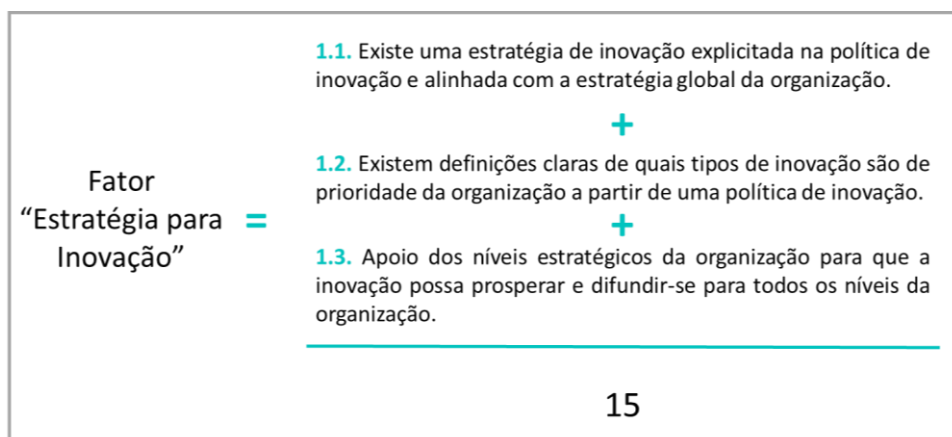 Fator
“Estratégia para
Inovação”
=
1.1. Existe uma estratégia de inovação explicitada na política de
inovação e alinhada com a estratégia global da organização.
+
1.2. Existem definições claras de quais tipos de inovação são de
prioridade da organização a partir de uma política de inovação.
+
1.3. Apoio dos níveis estratégicos da organização para que a
inovação possa prosperar e difundir-se para todos os níveis da
organização.
15